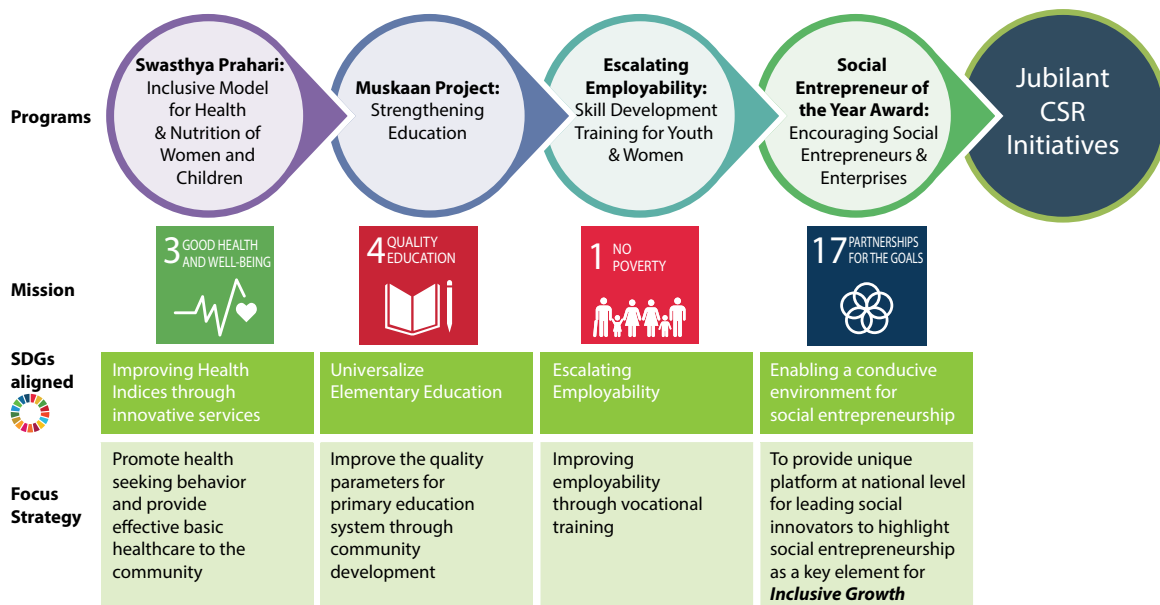 Programs
Swasthya Prahari:
Inclusive Model
for Health
& Nutrition of
Women and
Children
Muskaan Project:
Strengthening
Education
Escalating
Employability:
Skill Development
Training for Youth
& Women
Social
Entrepreneur of
the Year Award:
Encouraging Social
Entrepreneurs &
Enterprises
Jubilant
CSR
Initiatives
Mission
3 GOOD HEALTH
AND WELL-BEING
4 QUALITY
EDUCATION
1 NO
POVERTY
17 PARTNERSHIPS
FOR THE GOALS
SDGs
aligned
Improving Health
Indices through
innovative services
Universalize
Elementary Education
Escalating
Employability
Enabling a conducive
environment for
social entrepreneurship
Focus
Strategy
Promote health
seeking behavior
and provide
effective basic
healthcare to the
community
Improve the quality
parameters for
primary education
system through
community
development
Improving
employability
through vocational
training
To provide unique
platform at national level
for leading social
innovators to highlight
social entrepreneurship
as a key element for
Inclusive Growth